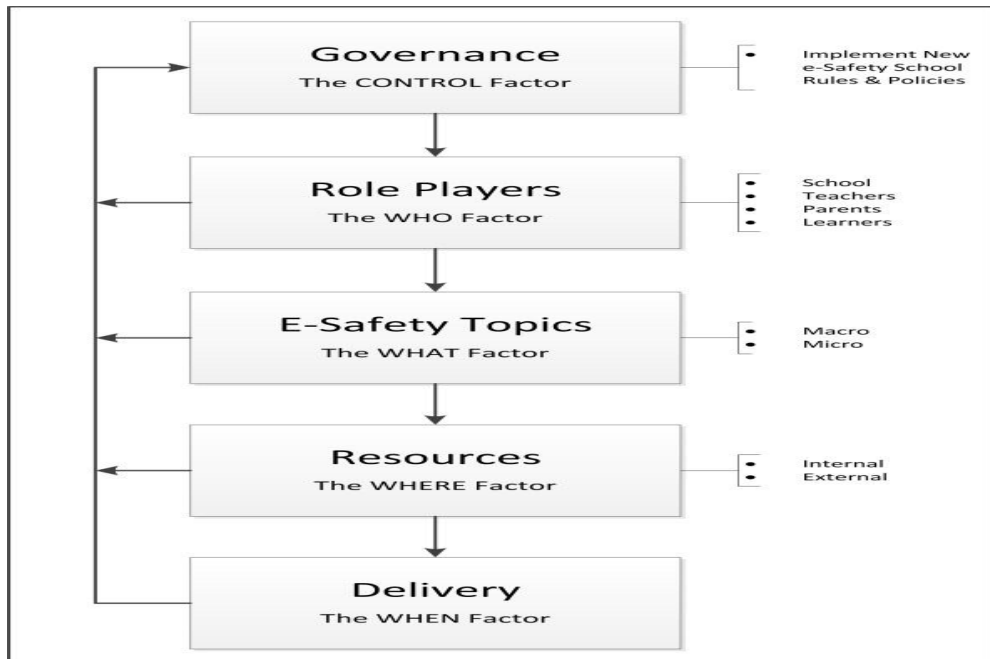 Governance
The CONTROL Factor
• Implement New
e-Safety School
Rules & Policies
Role Players
The WHO Factor
• School
• Teachers
• Parents
• Learners
E-Safety Topics
The WHAT Factor
• Macro
• Micro
Resources
The WHERE Factor
• Internal
• External
Delivery
The WHEN Factor